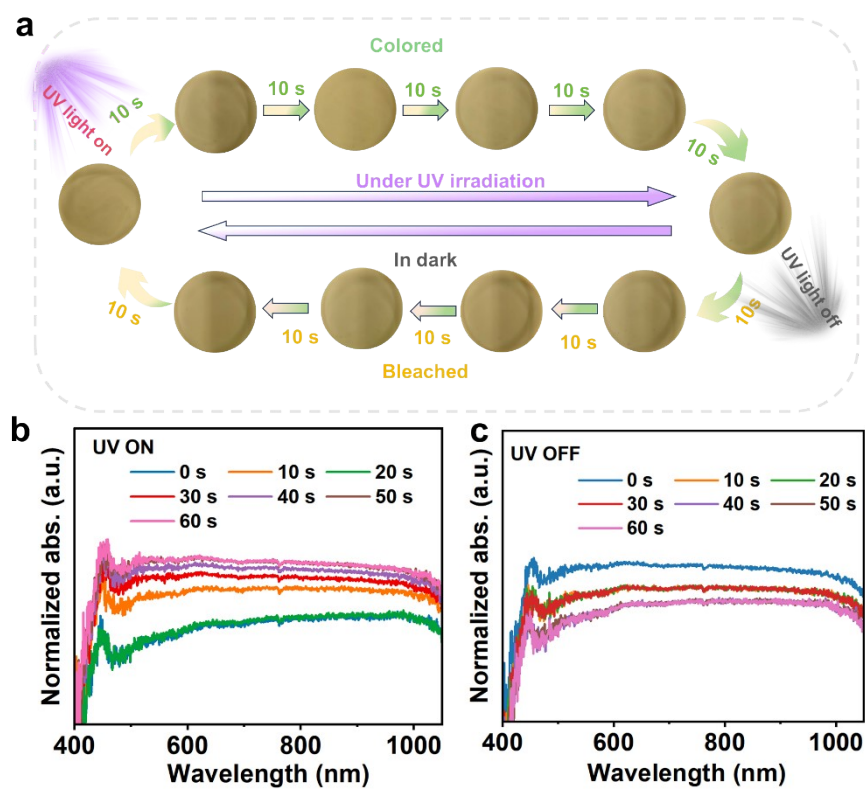 a
Colored
UV light on
10 s
10 s
10 s
10 s
10 s
Under UV irradiation
In dark
UV light off
10s
10 s
10 s
10 s
10 s
Bleached
b
UV ON
0 s 10 s 20 s
30 s 40 s 50 s
60 s
Normalized abs. (a.u.)
400 600 800 1000
Wavelength (nm)
c
UV OFF
0 s 10 s 20 s
30 s 40 s 50 s
60 s
Normalized abs. (a.u.)
400 600 800 1000
Wavelength (nm)